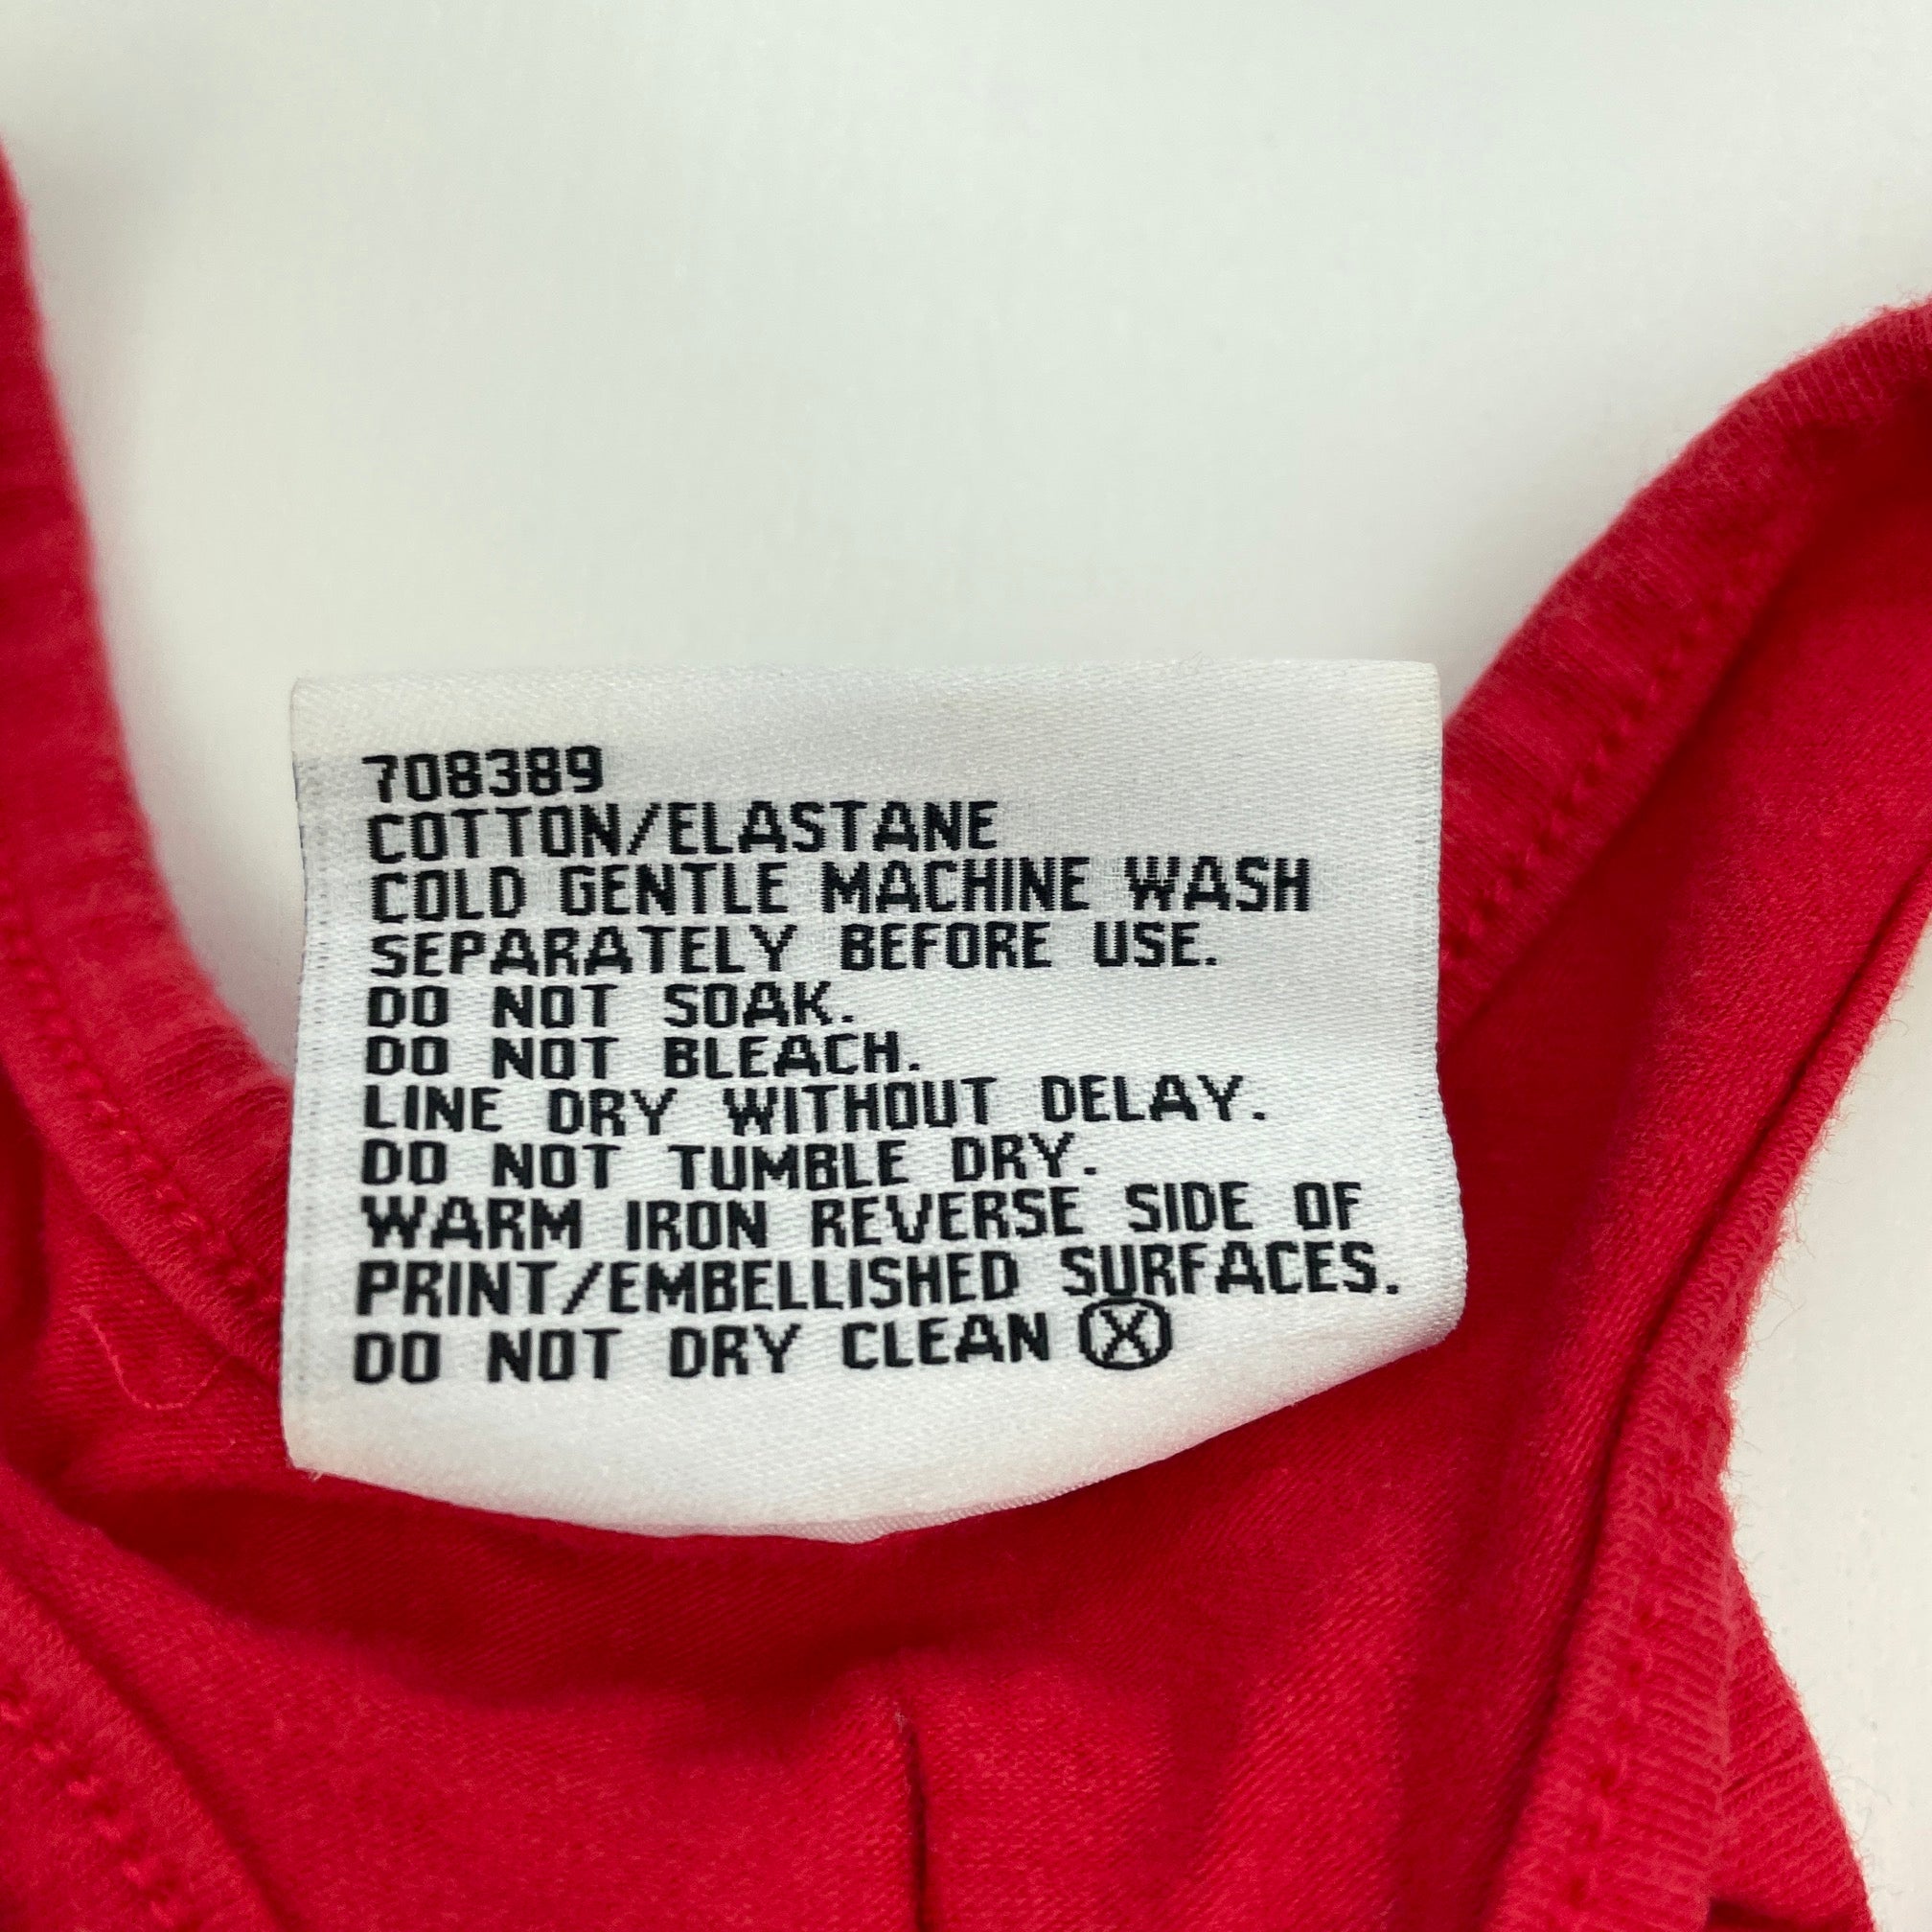 708389
COTTON/ELASTANE
COLD GENTLE MACHINE WASH
SEPARATELY BEFORE USE.
DO NOT SOAK.
DO NOT BLEACH.
LINE DRY WITHOUT DELAY.
DO NOT TUMBLE DRY.
WARM IRON REVERSE SIDE OF
PRINT/EMBELLISHED SURFACES.
DO NOT DRY CLEAN Ⓧ